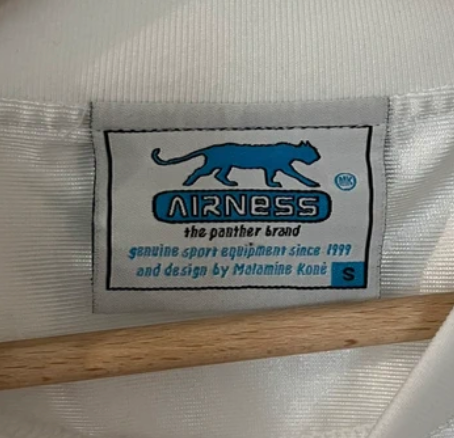 MK
AIRNESS
the panther brand
genuine sport equipment since 1999
and design by Malamine Koné
S